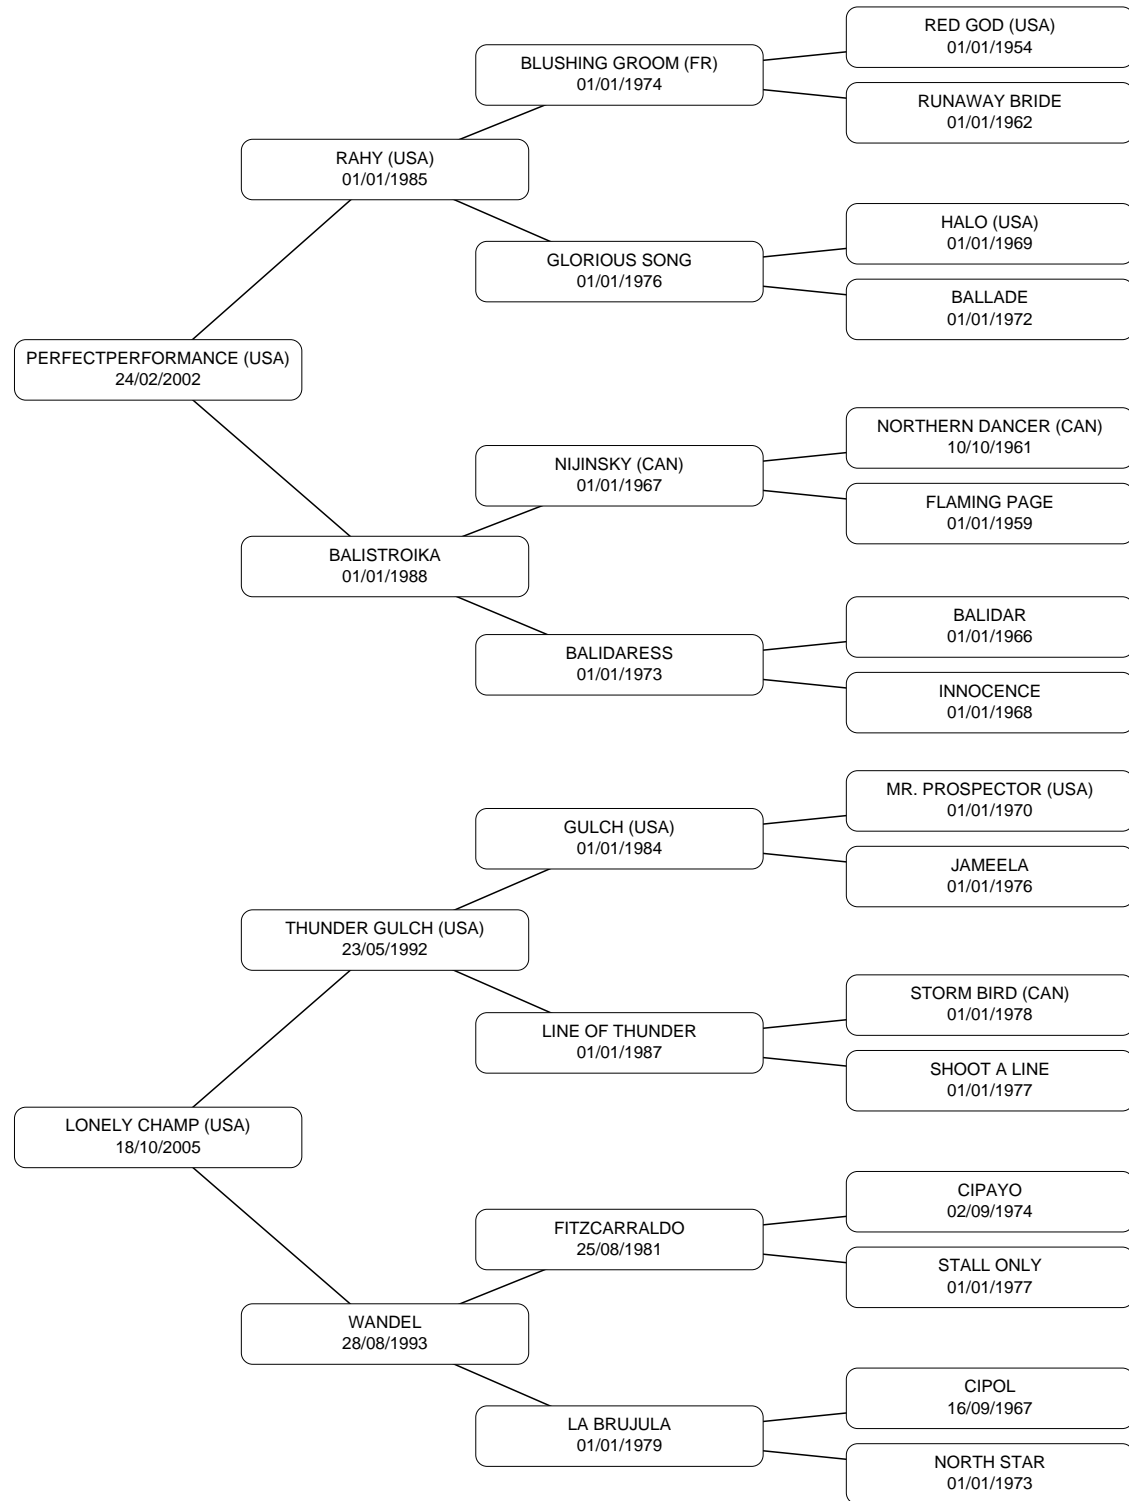 RED GOD (USA)
01/01/1954
BLUSHING GROOM (FR)
01/01/1974
RUNAWAY BRIDE
01/01/1962
RAHY (USA)
01/01/1985
HALO (USA)
01/01/1969
GLORIOUS SONG
01/01/1976
BALLADE
01/01/1972
PERFECTPERFORMANCE (USA)
24/02/2002
NORTHERN DANCER (CAN)
10/10/1961
NIJINSKY (CAN)
01/01/1967
FLAMING PAGE
01/01/1959
BALISTROIKA
01/01/1988
BALIDAR
01/01/1966
BALIDARESS
01/01/1973
INNOCENCE
01/01/1968
MR. PROSPECTOR (USA)
01/01/1970
GULCH (USA)
01/01/1984
JAMEELA
01/01/1976
THUNDER GULCH (USA)
23/05/1992
STORM BIRD (CAN)
01/01/1978
LINE OF THUNDER
01/01/1987
SHOOT A LINE
01/01/1977
LONELY CHAMP (USA)
18/10/2005
CIPAYO
02/09/1974
FITZCARRALDO
25/08/1981
STALL ONLY
01/01/1977
WANDEL
28/08/1993
CIPOL
16/09/1967
LA BRUJULA
01/01/1979
NORTH STAR
01/01/1973